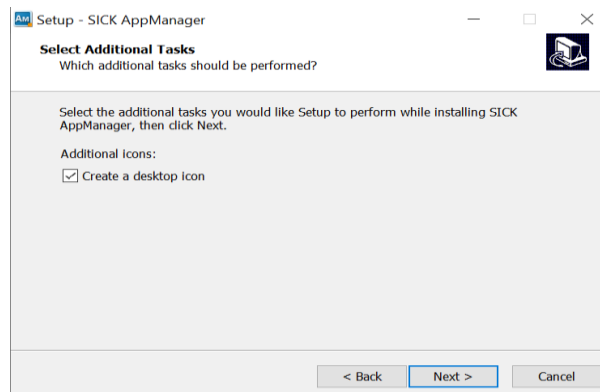 AM Setup - SICK AppManager
Select Additional Tasks
Which additional tasks should be performed?
Select the additional tasks you would like Setup to perform while installing SICK
AppManager, then click Next.
Additional icons:
Create a desktop icon
< Back Next > Cancel